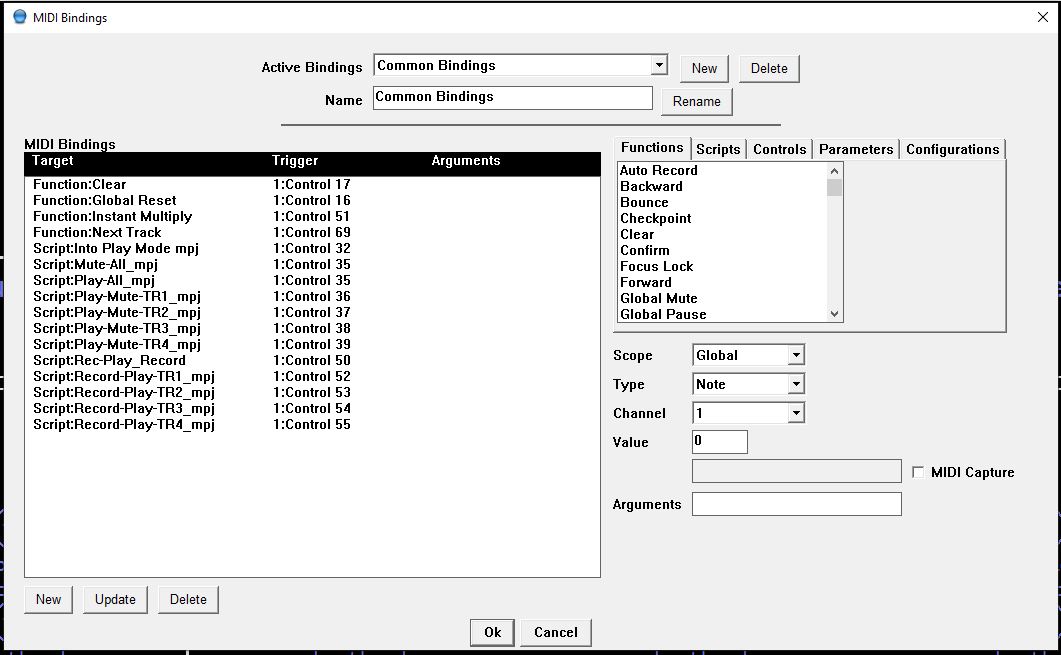 MIDI Bindings
Active Bindings Common Bindings New Delete
Name Common Bindings Rename
MIDI Bindings
Target Trigger Arguments
Function:Clear 1:Control 17
Function:Global Reset 1:Control 16
Function:Instant Multiply 1:Control 51
Function:Next Track 1:Control 69
Script:Into Play Mode mpj 1:Control 32
Script:Mute-All_mpj 1:Control 35
Script:Play-All_mpj 1:Control 35
Script:Play-Mute-TR1_mpj 1:Control 36
Script:Play-Mute-TR2_mpj 1:Control 37
Script:Play-Mute-TR3_mpj 1:Control 38
Script:Play-Mute-TR4_mpj 1:Control 39
Script:Rec-Play_Record 1:Control 50
Script:Record-Play-TR1_mpj 1:Control 52
Script:Record-Play-TR2_mpj 1:Control 53
Script:Record-Play-TR3_mpj 1:Control 54
Script:Record-Play-TR4_mpj 1:Control 55
New Update Delete
Functions Scripts Controls Parameters Configurations
Auto Record
Backward
Bounce
Checkpoint
Clear
Confirm
Focus Lock
Forward
Global Mute
Global Pause
Scope Global
Type Note
Channel 1
Value 0
MIDI Capture
Arguments
Ok Cancel